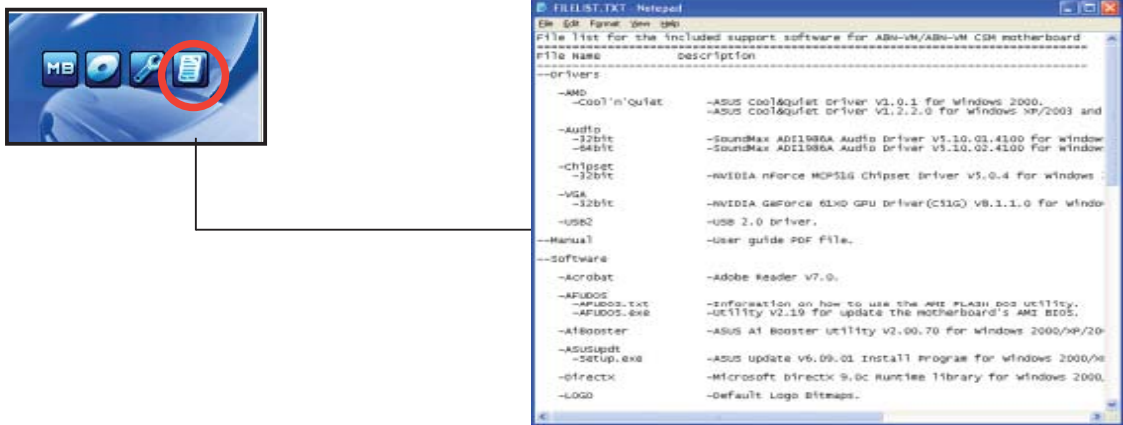 MB
FILELIST.TXT - Notepad
File Edit Format View Help
File list for the included support software for A8N-VM/A8N-VM CSM motherboard
================================================================
File Name Description
================================================================
--Drivers
-AMD
-Cool'n'Quiet -ASUS Cool&Quiet Driver V1.0.1 for Windows 2000.
-ASUS Cool&Quiet Driver V1.2.2.0 for Windows XP/2003 and
-Audio
-32bit -SoundMax ADI1986A Audio Driver V5.10.01.4100 for Window
-64bit -SoundMax ADI1986A Audio Driver V5.10.02.4100 for Window
-Chipset
-32bit -NVIDIA nForce MCP51G Chipset Driver V5.0.4 for Windows
-VGA
-32bit -NVIDIA GeForce 61X0 GPU Driver(C51G) V8.1.1.0 for Windo
-USB2 -USB 2.0 Driver.
--Manual -User guide PDF file.
--Software
-Acrobat -Adobe Reader V7.0.
-AFUDOS
-AFUDOS.txt -Information on how to use the AMI FLASH DOS Utility.
-AFUDOS.exe -Utility V2.19 for update the motherboard's AMI BIOS.
-AiBooster -ASUS Ai Booster Utility V2.00.70 for Windows 2000/XP/20
-ASUSUpdt
-Setup.exe -ASUS Update V6.09.01 Install Program for Windows 2000/X
-DirectX -Microsoft DirectX 9.0c Runtime library for Windows 2000,
-LOGO -Default Logo Bitmaps.